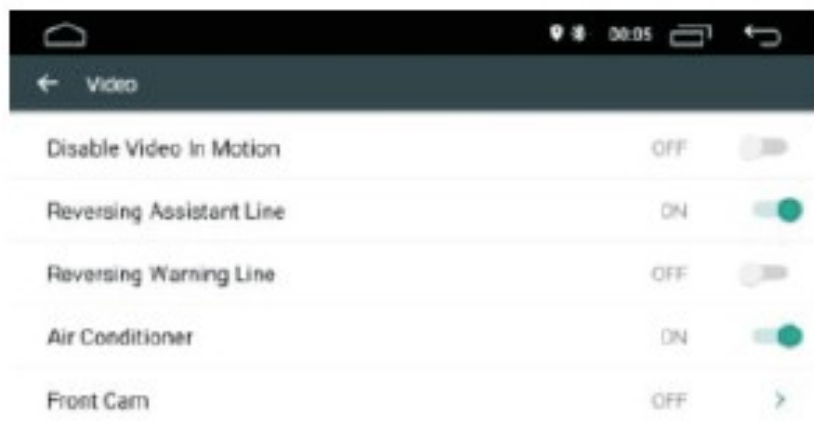 00:05
Video
Disable Video In Motion OFF
Reversing Assistant Line ON
Reversing Warning Line OFF
Air Conditioner ON
Front Cam OFF